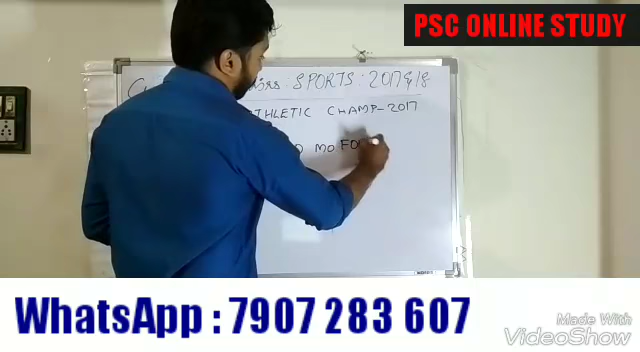 PSC ONLINE STUDY
SPORTS : 2017 & 18
ATHLETIC CHAMP-2017
MO FO
WhatsApp : 7907 283 607
Made With
VideoShow